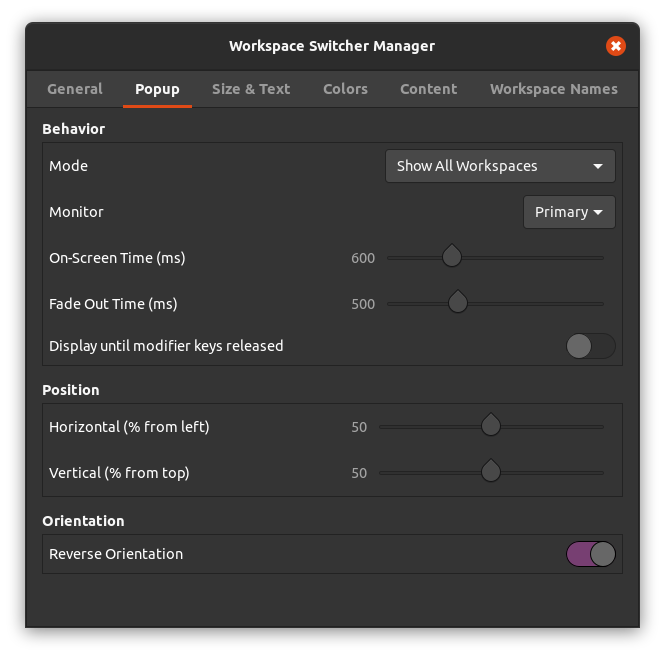 Workspace Switcher Manager
General Popup Size & Text Colors Content Workspace Names
Behavior
Mode Show All Workspaces
Monitor Primary
On-Screen Time (ms) 600
Fade Out Time (ms) 500
Display until modifier keys released
Position
Horizontal (% from left) 50
Vertical (% from top) 50
Orientation
Reverse Orientation